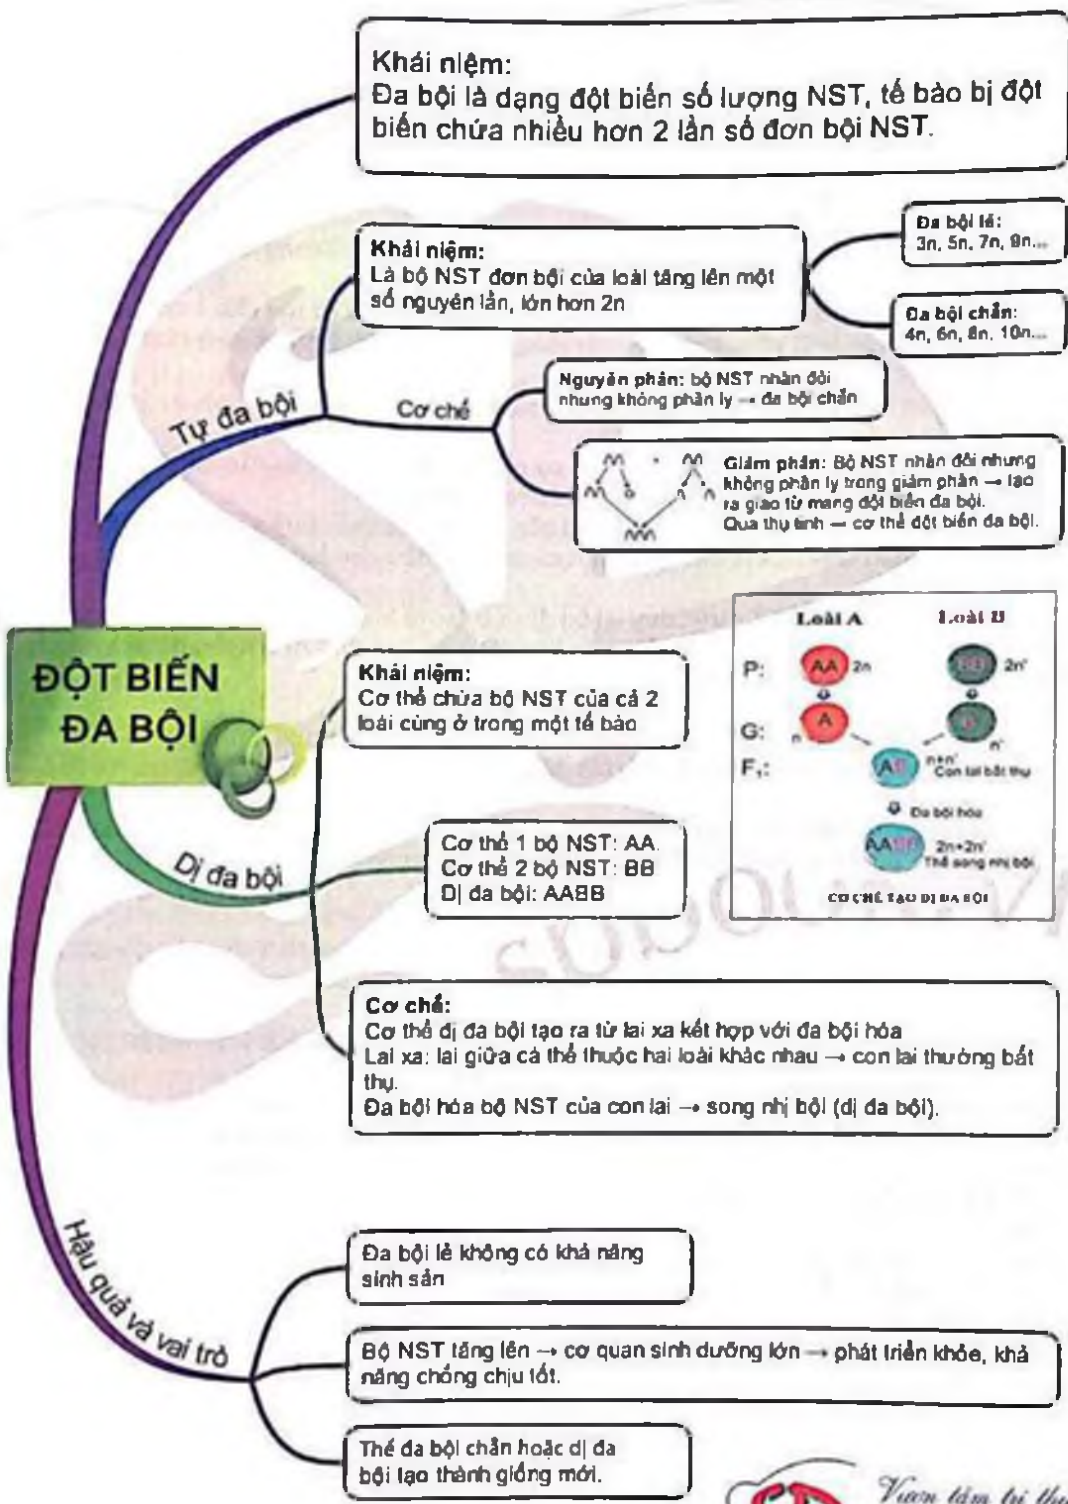 Khái niệm:
Đa bội là dạng đột biến số lượng NST, tế bào bị đột
biến chứa nhiều hơn 2 lần số đơn bội NST.
Khái niệm:
Là bộ NST đơn bội của loài tăng lên một
số nguyên lần, lớn hơn 2n
Đa bội lẻ:
3n, 5n, 7n, 9n...
Đa bội chẵn:
4n, 6n, 8n, 10n...
Tự đa bội
Cơ chế
Nguyên phân: bộ NST nhân đôi
nhưng không phân ly → đa bội chẵn
Giảm phân: Bộ NST nhân đôi nhưng
không phân ly trong giảm phân → tạo
ra giao tử mang đột biến đa bội.
Qua thụ tinh → cơ thể đột biến đa bội.
ĐỘT BIẾN
ĐA BỘI
Khái niệm:
Cơ thể chứa bộ NST của cả 2
loài cùng ở trong một tế bào
Loài A
Loài B
P:
AA
2n
2n'
G:
A
n
n'
F₁:
AB
n+n'
Con lai bất thụ
Đa bội hóa
AABB
2n+2n'
Thể song nhị bội
CƠ CHẾ TẠO DỊ ĐA BỘI
Dị đa bội
Cơ thể 1 bộ NST: AA.
Cơ thể 2 bộ NST: BB
Dị đa bội: AABB
Cơ chế:
Cơ thể dị đa bội tạo ra từ lai xa kết hợp với đa bội hóa
Lai xa: lai giữa cá thể thuộc hai loài khác nhau → con lai thường bất
thụ.
Đa bội hóa bộ NST của con lai → song nhị bội (dị đa bội).
Hậu quả và vai trò
Đa bội lẻ không có khả năng
sinh sản
Bộ NST tăng lên → cơ quan sinh dưỡng lớn → phát triển khỏe, khả
năng chống chịu tốt.
Thể đa bội chẵn hoặc dị đa
bội tạo thành giống mới.